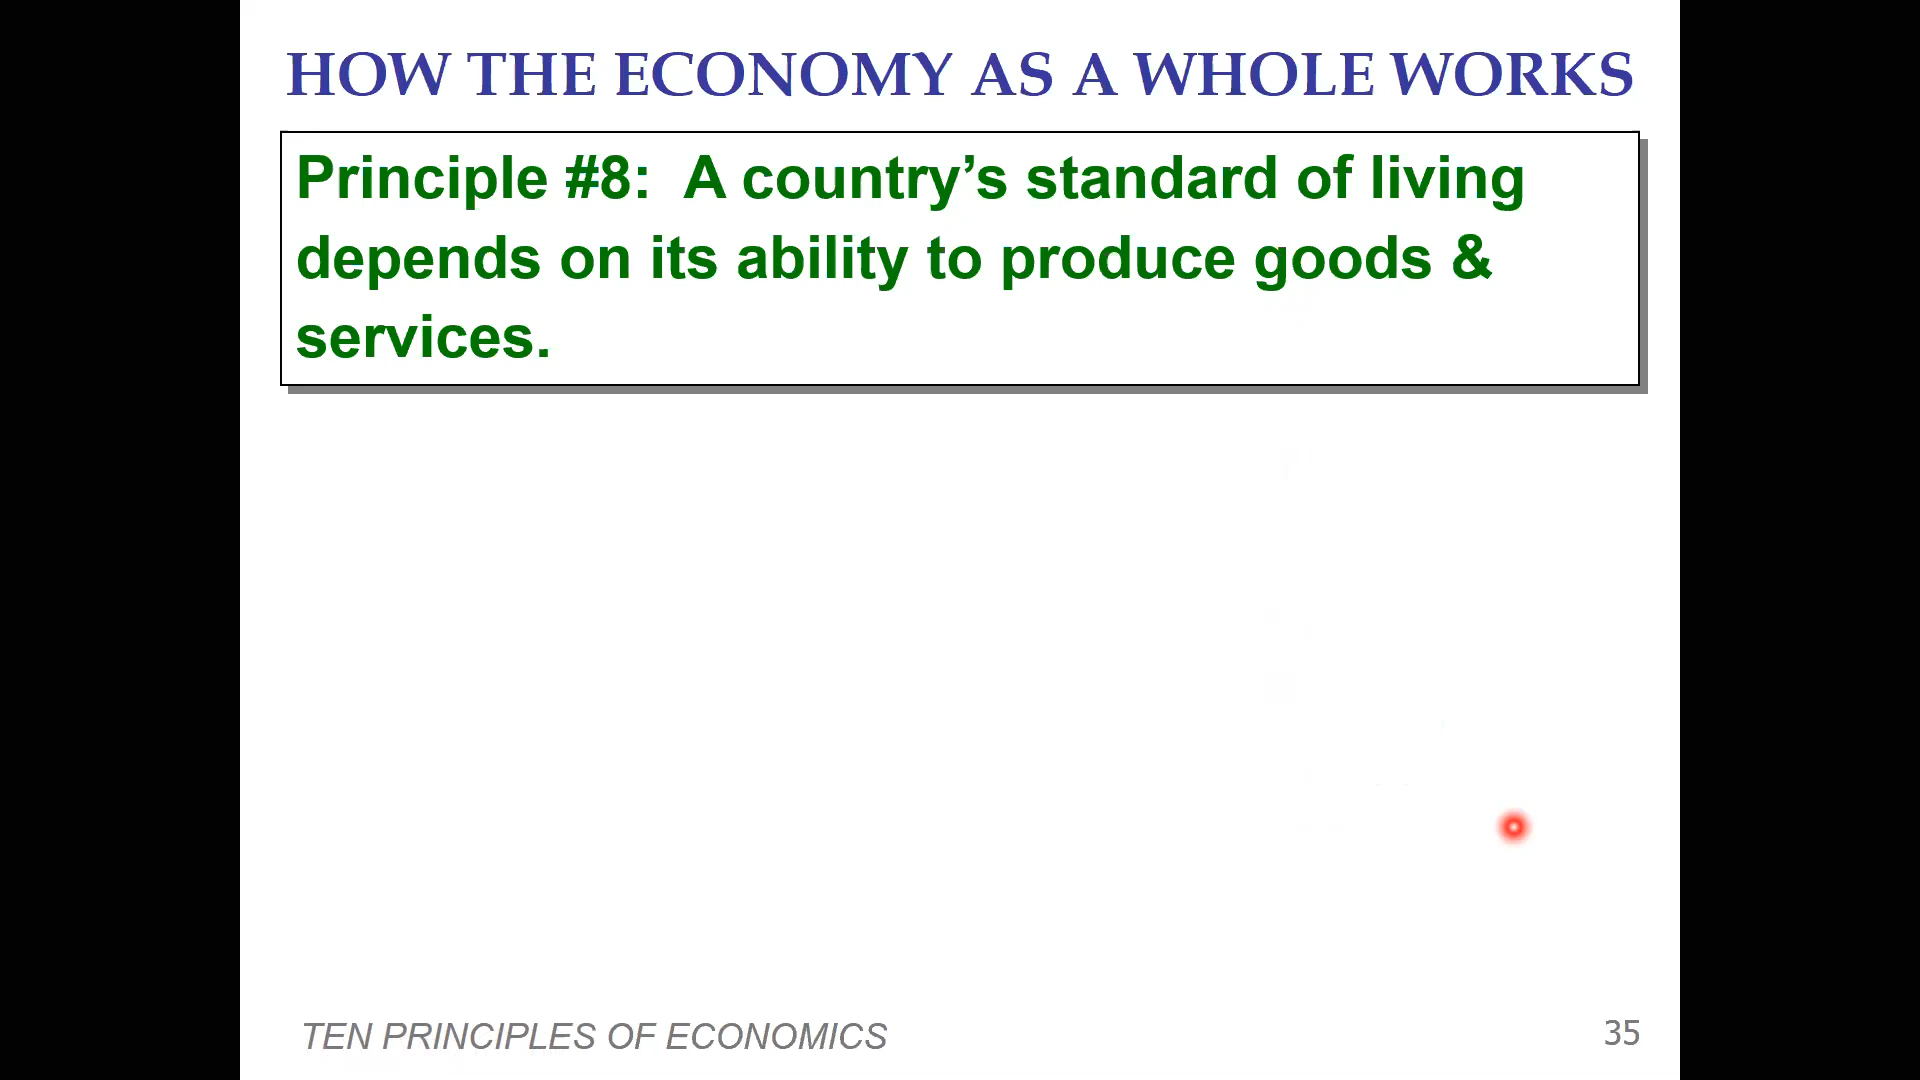 HOW THE ECONOMY AS A WHOLE WORKS
Principle #8:  A country’s standard of living
depends on its ability to produce goods &
services.
TEN PRINCIPLES OF ECONOMICS
35